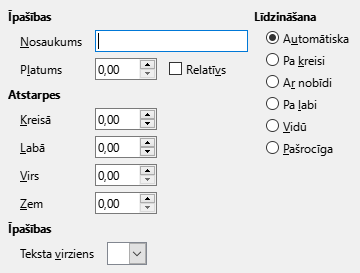 Īpašības
Nosaukums
Platums 0,00 Relatīvs
Atstarpes
Kreisā 0,00
Labā 0,00
Virs 0,00
Zem 0,00
Īpašības
Teksta virziens
Līdzināšana
Automātiska
Pa kreisi
Ar nobīdi
Pa labi
Vidū
Pašrocīga